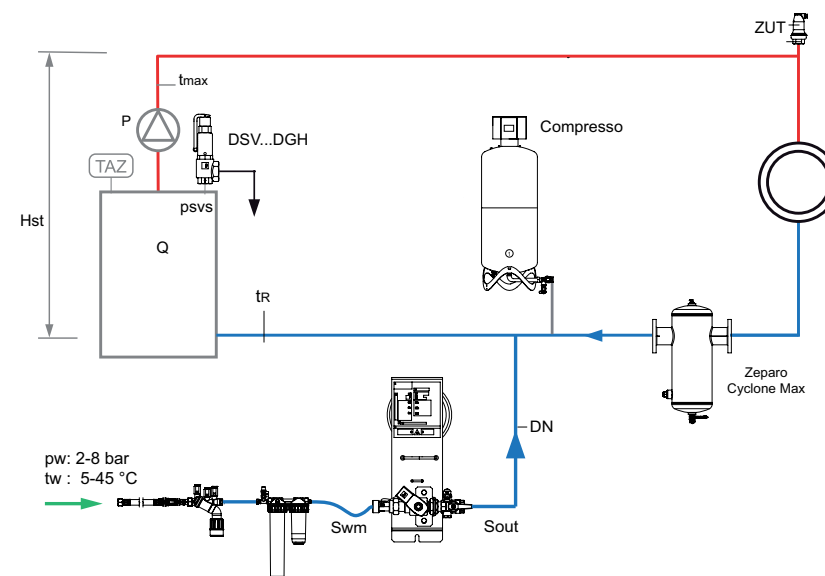 ZUT
tmax
P
DSV...DGH
Compresso
TAZ
psvs
Hst
Q
tR
Zeparo
Cyclone Max
DN
pw: 2-8 bar
tw : 5-45 °C
Swm
Sout